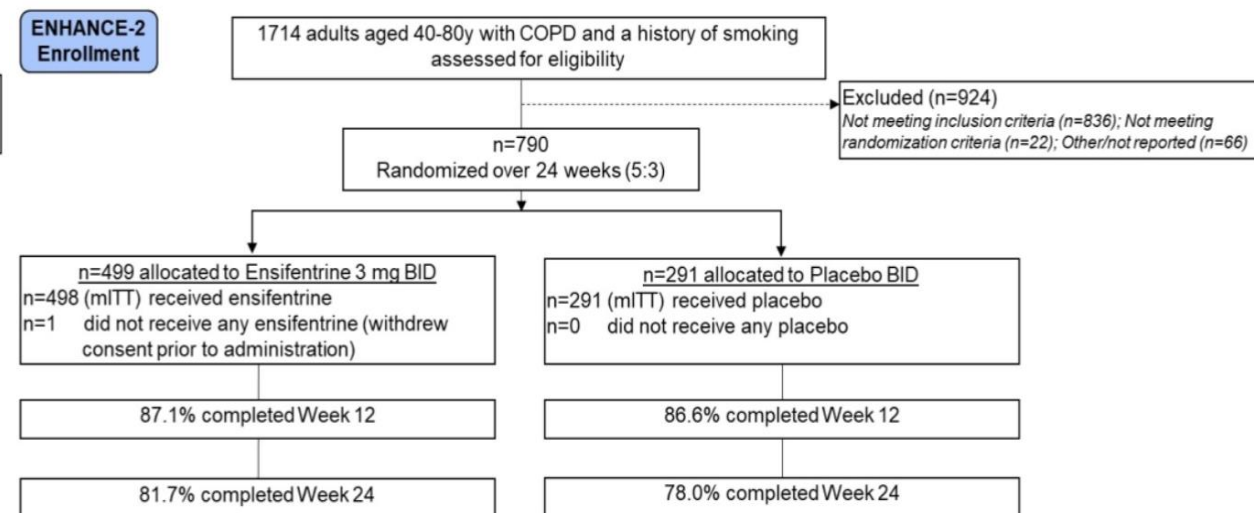 ENHANCE-2
Enrollment
1714 adults aged 40-80y with COPD and a history of smoking
assessed for eligibility
Excluded (n=924)
Not meeting inclusion criteria (n=836); Not meeting
randomization criteria (n=22); Other/not reported (n=66)
n=790
Randomized over 24 weeks (5:3)
n=499 allocated to Ensifentrine 3 mg BID
n=498 (mITT) received ensifentrine
n=1 did not receive any ensifentrine (withdrew
consent prior to administration)
n=291 allocated to Placebo BID
n=291 (mITT) received placebo
n=0 did not receive any placebo
87.1% completed Week 12
86.6% completed Week 12
81.7% completed Week 24
78.0% completed Week 24